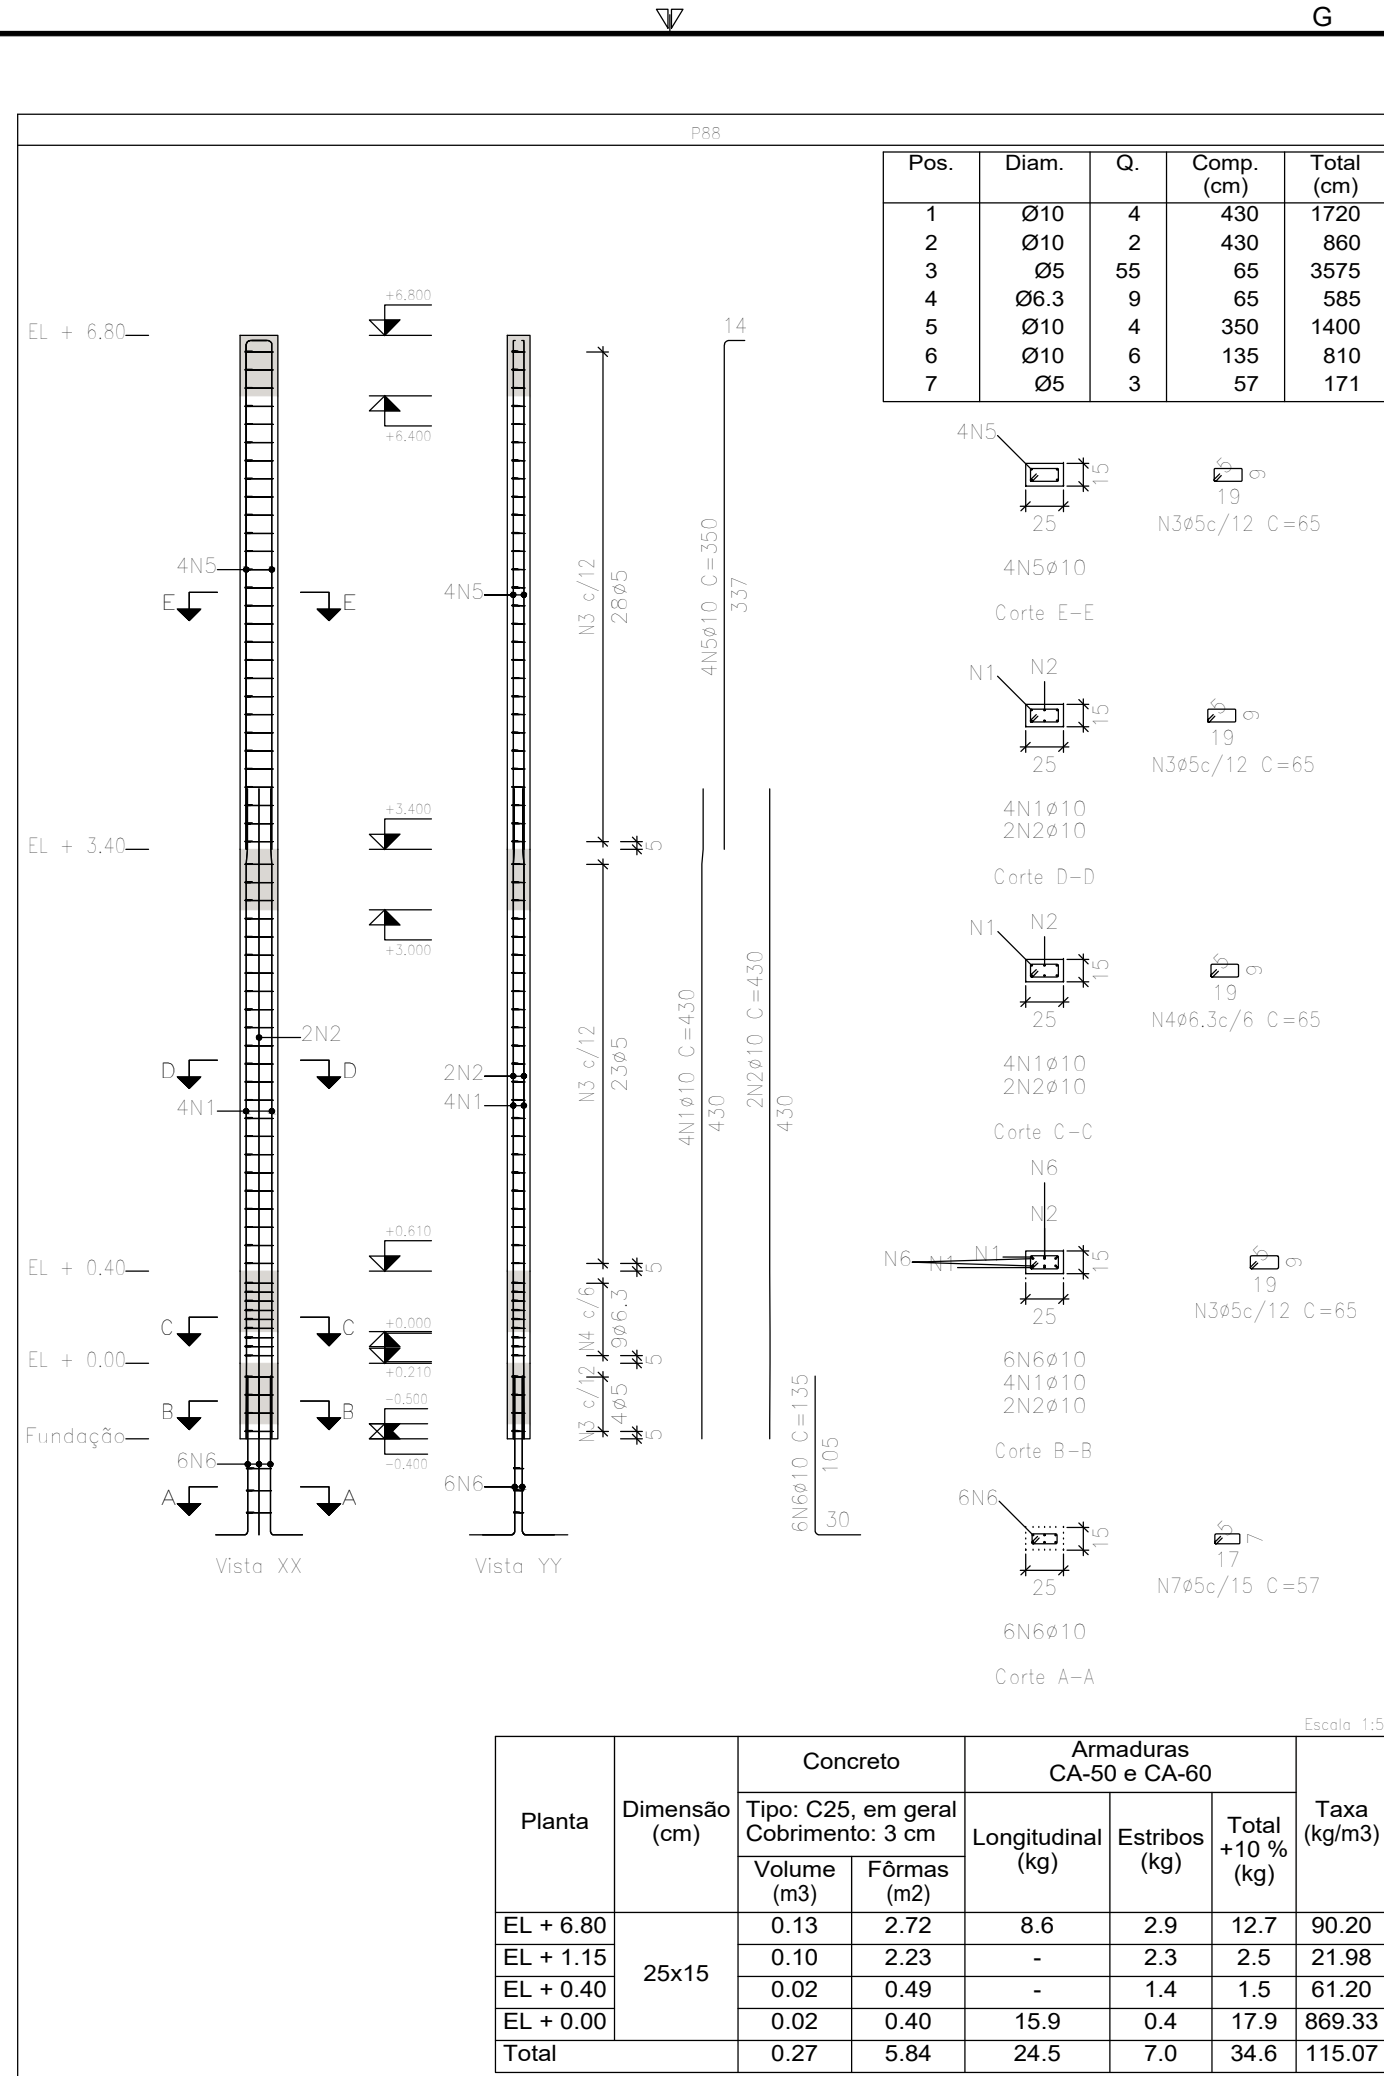 G
P88
Pos. Diam. Q. Comp. (cm) Total (cm)
1 Ø10 4 430 1720
2 Ø10 2 430 860
3 Ø5 55 65 3575
4 Ø6.3 9 65 585
5 Ø10 4 350 1400
6 Ø10 6 135 810
7 Ø5 3 57 171
EL + 6.80
+6.800
+6.400
14
4N5
E E
4N5
N3 c/12
28ø5
4N5ø10 C=350
337
EL + 3.40
+3.400
+3.000
5
2N2
D D
4N1
2N2
4N1
N3 c/12
23ø5
4N1ø10 C=430
430
2N2ø10 C=430
430
EL + 0.40
+0.610
5
C C
+0.000
N4 c/6
9ø6.3
EL + 0.00
+0.210
5
B B
-0.500
N3 c/12
4ø5
Fundação
-0.400
5
6N6
6N6
A A
6N6ø10 C=135
105
30
Vista XX
Vista YY
4N5
15
25
5
9
19
N3ø5c/12 C=65
4N5ø10
Corte E-E
N1 N2
15
25
5
9
19
N3ø5c/12 C=65
4N1ø10
2N2ø10
Corte D-D
N1 N2
15
25
5
9
19
N4ø6.3c/6 C=65
4N1ø10
2N2ø10
Corte C-C
N6
N2
N6 N1 N1
15
25
5
9
19
N3ø5c/12 C=65
6N6ø10
4N1ø10
2N2ø10
Corte B-B
6N6
15
25
5
7
17
N7ø5c/15 C=57
6N6ø10
Corte A-A
Escala 1:5
Planta
Dimensão (cm)
Concreto
Tipo: C25, em geral
Cobrimento: 3 cm
Volume (m3)
Fôrmas (m2)
Armaduras
CA-50 e CA-60
Longitudinal (kg)
Estribos (kg)
Total +10 % (kg)
Taxa (kg/m3)
EL + 6.80 0.13 2.72 8.6 2.9 12.7 90.20
EL + 1.15 0.10 2.23 - 2.3 2.5 21.98
25x15
EL + 0.40 0.02 0.49 - 1.4 1.5 61.20
EL + 0.00 0.02 0.40 15.9 0.4 17.9 869.33
Total 0.27 5.84 24.5 7.0 34.6 115.07